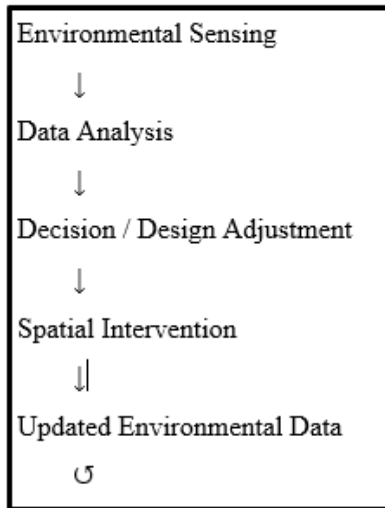 Environmental Sensing
↓
Data Analysis
↓
Decision / Design Adjustment
↓
Spatial Intervention
↓
Updated Environmental Data
↺